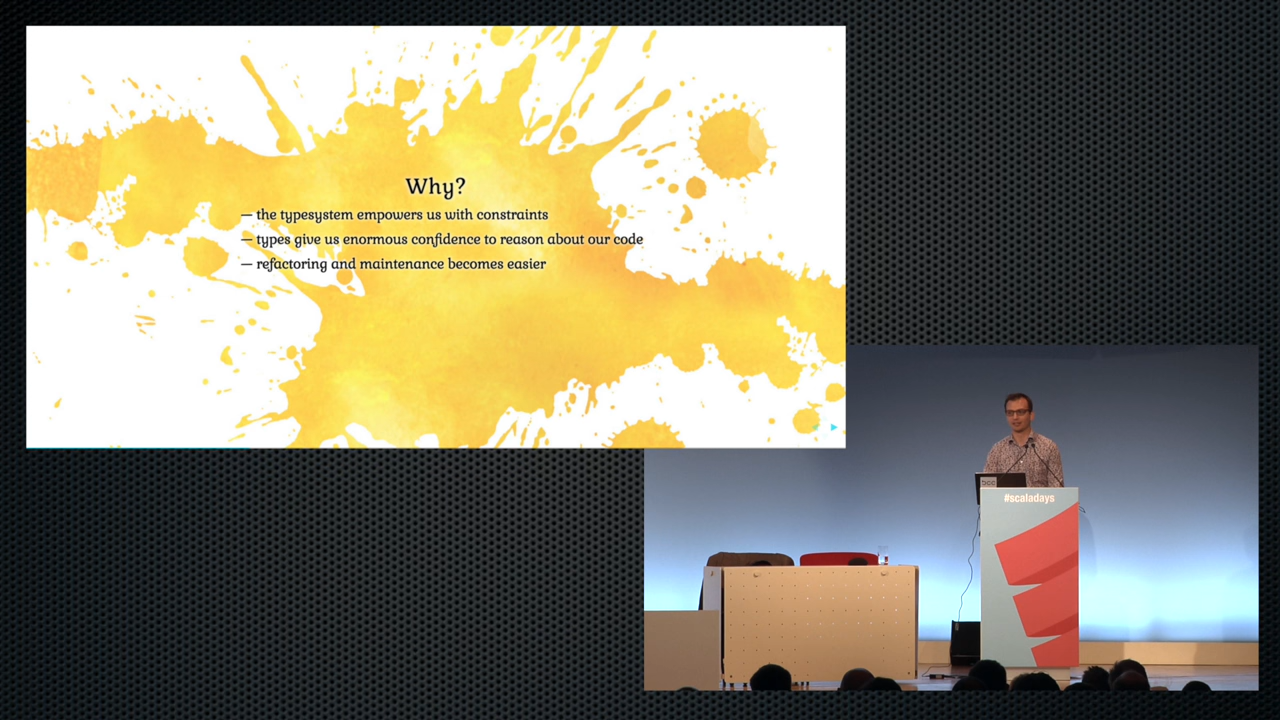 Why?
— the typesystem empowers us with constraints
— types give us enormous confidence to reason about our code
— refactoring and maintenance becomes easier
#scaladays